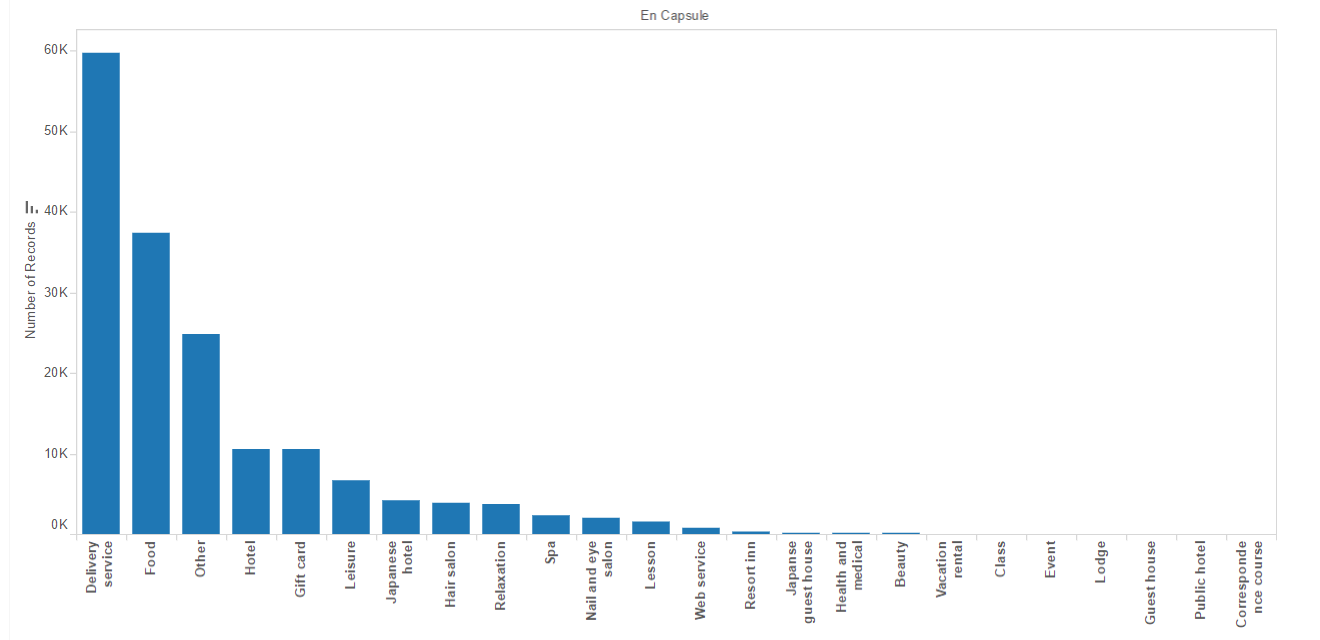 En Capsule
Number of Records
60K
50K
40K
30K
20K
10K
0K
Delivery
service
Food
Other
Hotel
Gift card
Leisure
Japanese
hotel
Hair salon
Relaxation
Spa
Nail and eye
salon
Lesson
Web service
Resort inn
Japanse
guest house
Health and
medical
Beauty
Vacation
rental
Class
Event
Lodge
Guest house
Public hotel
Corresponde
nce course